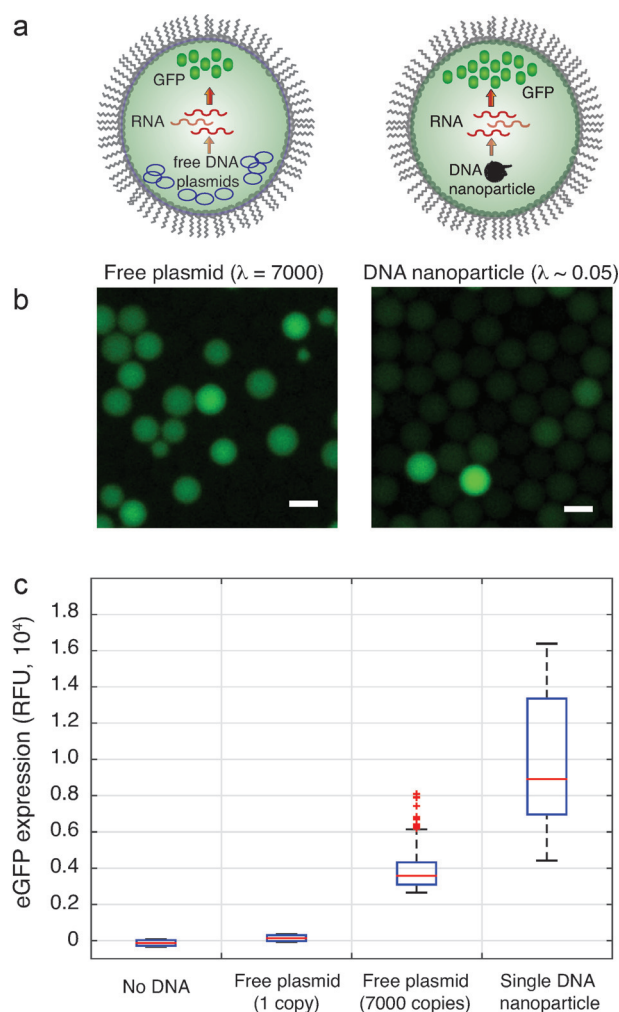 a
GFP
RNA
free DNA
plasmids
GFP
RNA
DNA
nanoparticle
b
Free plasmid (λ = 7000)
DNA nanoparticle (λ ~ 0.05)
c
eGFP expression (RFU, 10⁴)
1.8
1.6
1.4
1.2
1.0
0.8
0.6
0.4
0.2
0
No DNA
Free plasmid
(1 copy)
Free plasmid
(7000 copies)
Single DNA
nanoparticle